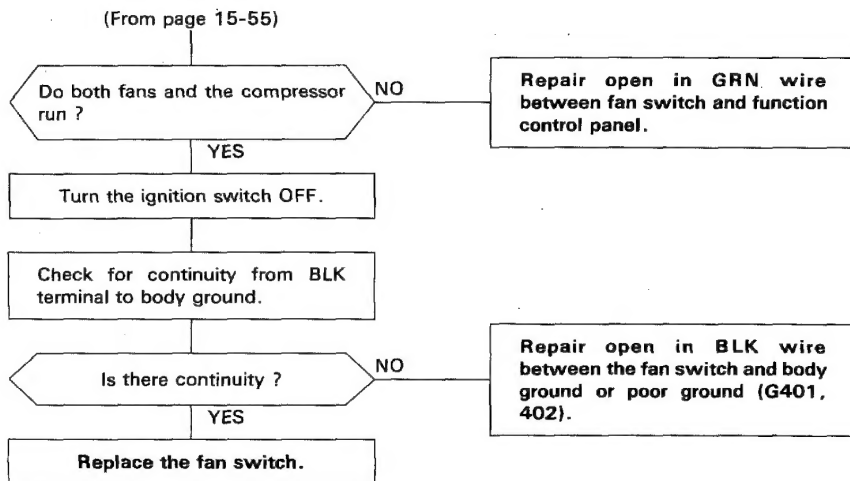 (From page 15-55)
Do both fans and the compressor
run ?
NO
Repair open in GRN wire
between fan switch and function
control panel.
YES
Turn the ignition switch OFF.
Check for continuity from BLK
terminal to body ground.
Is there continuity ?
NO
Repair open in BLK wire
between the fan switch and body
ground or poor ground (G401,
402).
YES
Replace the fan switch.